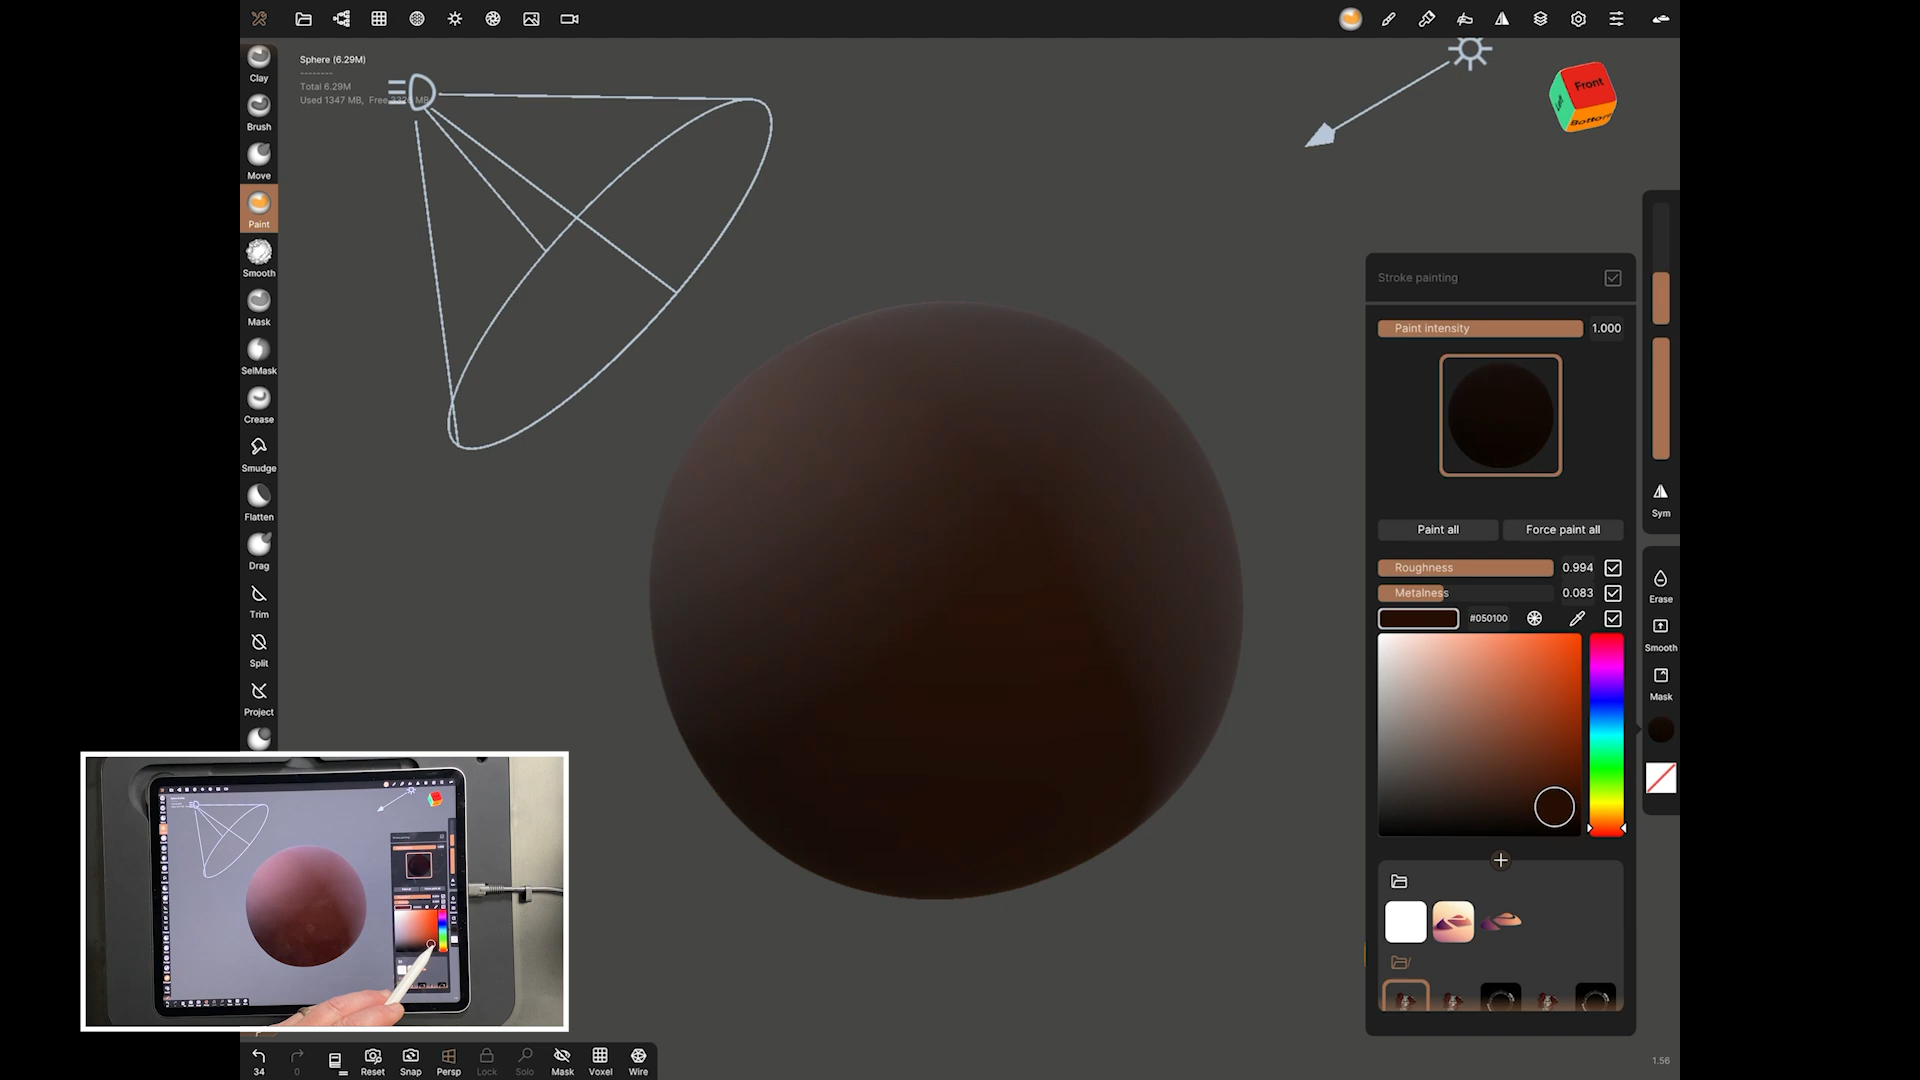 Sphere (6.29M)
--------
Total 6.29M
Used 1347 MB, Free
Clay
Brush
Move
Paint
Smooth
Mask
SelMask
Crease
Smudge
Flatten
Drag
Trim
Split
Project
Front
Left
Bottom
Stroke painting
Paint intensity 1.000
Paint all Force paint all
Roughness 0.994
Metalness 0.083
#050100
Sym
Erase
Smooth
Mask
34 0 Reset Snap Persp Lock Solo Mask Voxel Wire
1.56